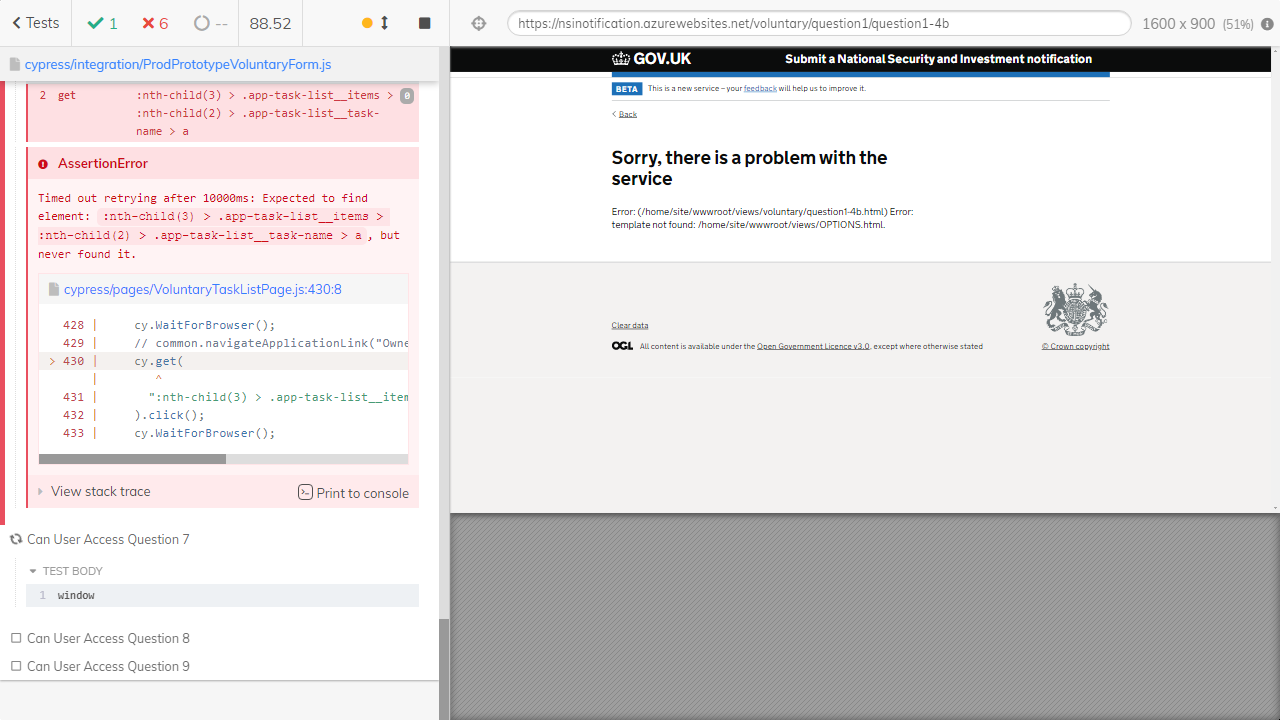 Tests
1
6
--
88.52
https://nsinotification.azurewebsites.net/voluntary/question1/question1-4b
1600 x 900 (51%)
cypress/integration/ProdPrototypeVoluntaryForm.js
2 get :nth-child(3) > .app-task-list__items > 0
:nth-child(2) > .app-task-list__task-
name > a
AssertionError
Timed out retrying after 10000ms: Expected to find
element: :nth-child(3) > .app-task-list__items >
:nth-child(2) > .app-task-list__task-name > a, but
never found it.
cypress/pages/VoluntaryTaskListPage.js:430:8
428 | cy.WaitForBrowser();
429 | // common.navigateApplicationLink("Owne
> 430 | cy.get(
| ^
431 | ":nth-child(3) > .app-task-list__item
432 | ).click();
433 | cy.WaitForBrowser();
View stack trace
Print to console
Can User Access Question 7
TEST BODY
1 window
Can User Access Question 8
Can User Access Question 9
GOV.UK
Submit a National Security and Investment notification
BETA This is a new service – your feedback will help us to improve it.
Back
Sorry, there is a problem with the
service
Error: (/home/site/wwwroot/views/voluntary/question1-4b.html) Error:
template not found: /home/site/wwwroot/views/OPTIONS.html.
Clear data
OGL All content is available under the Open Government Licence v3.0, except where otherwise stated
© Crown copyright